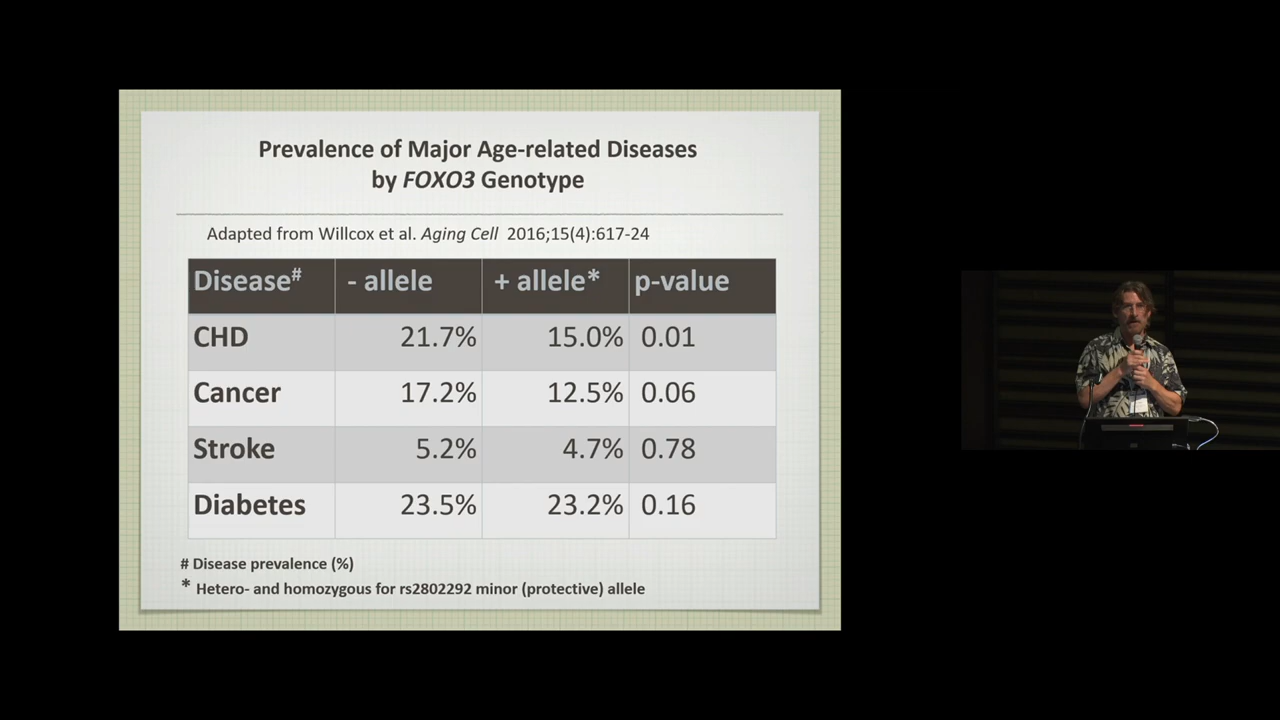 Prevalence of Major Age-related Diseases
by FOXO3 Genotype
Adapted from Willcox et al. Aging Cell 2016;15(4):617-24
Disease# - allele + allele* p-value
CHD 21.7% 15.0% 0.01
Cancer 17.2% 12.5% 0.06
Stroke 5.2% 4.7% 0.78
Diabetes 23.5% 23.2% 0.16
# Disease prevalence (%)
* Hetero- and homozygous for rs2802292 minor (protective) allele